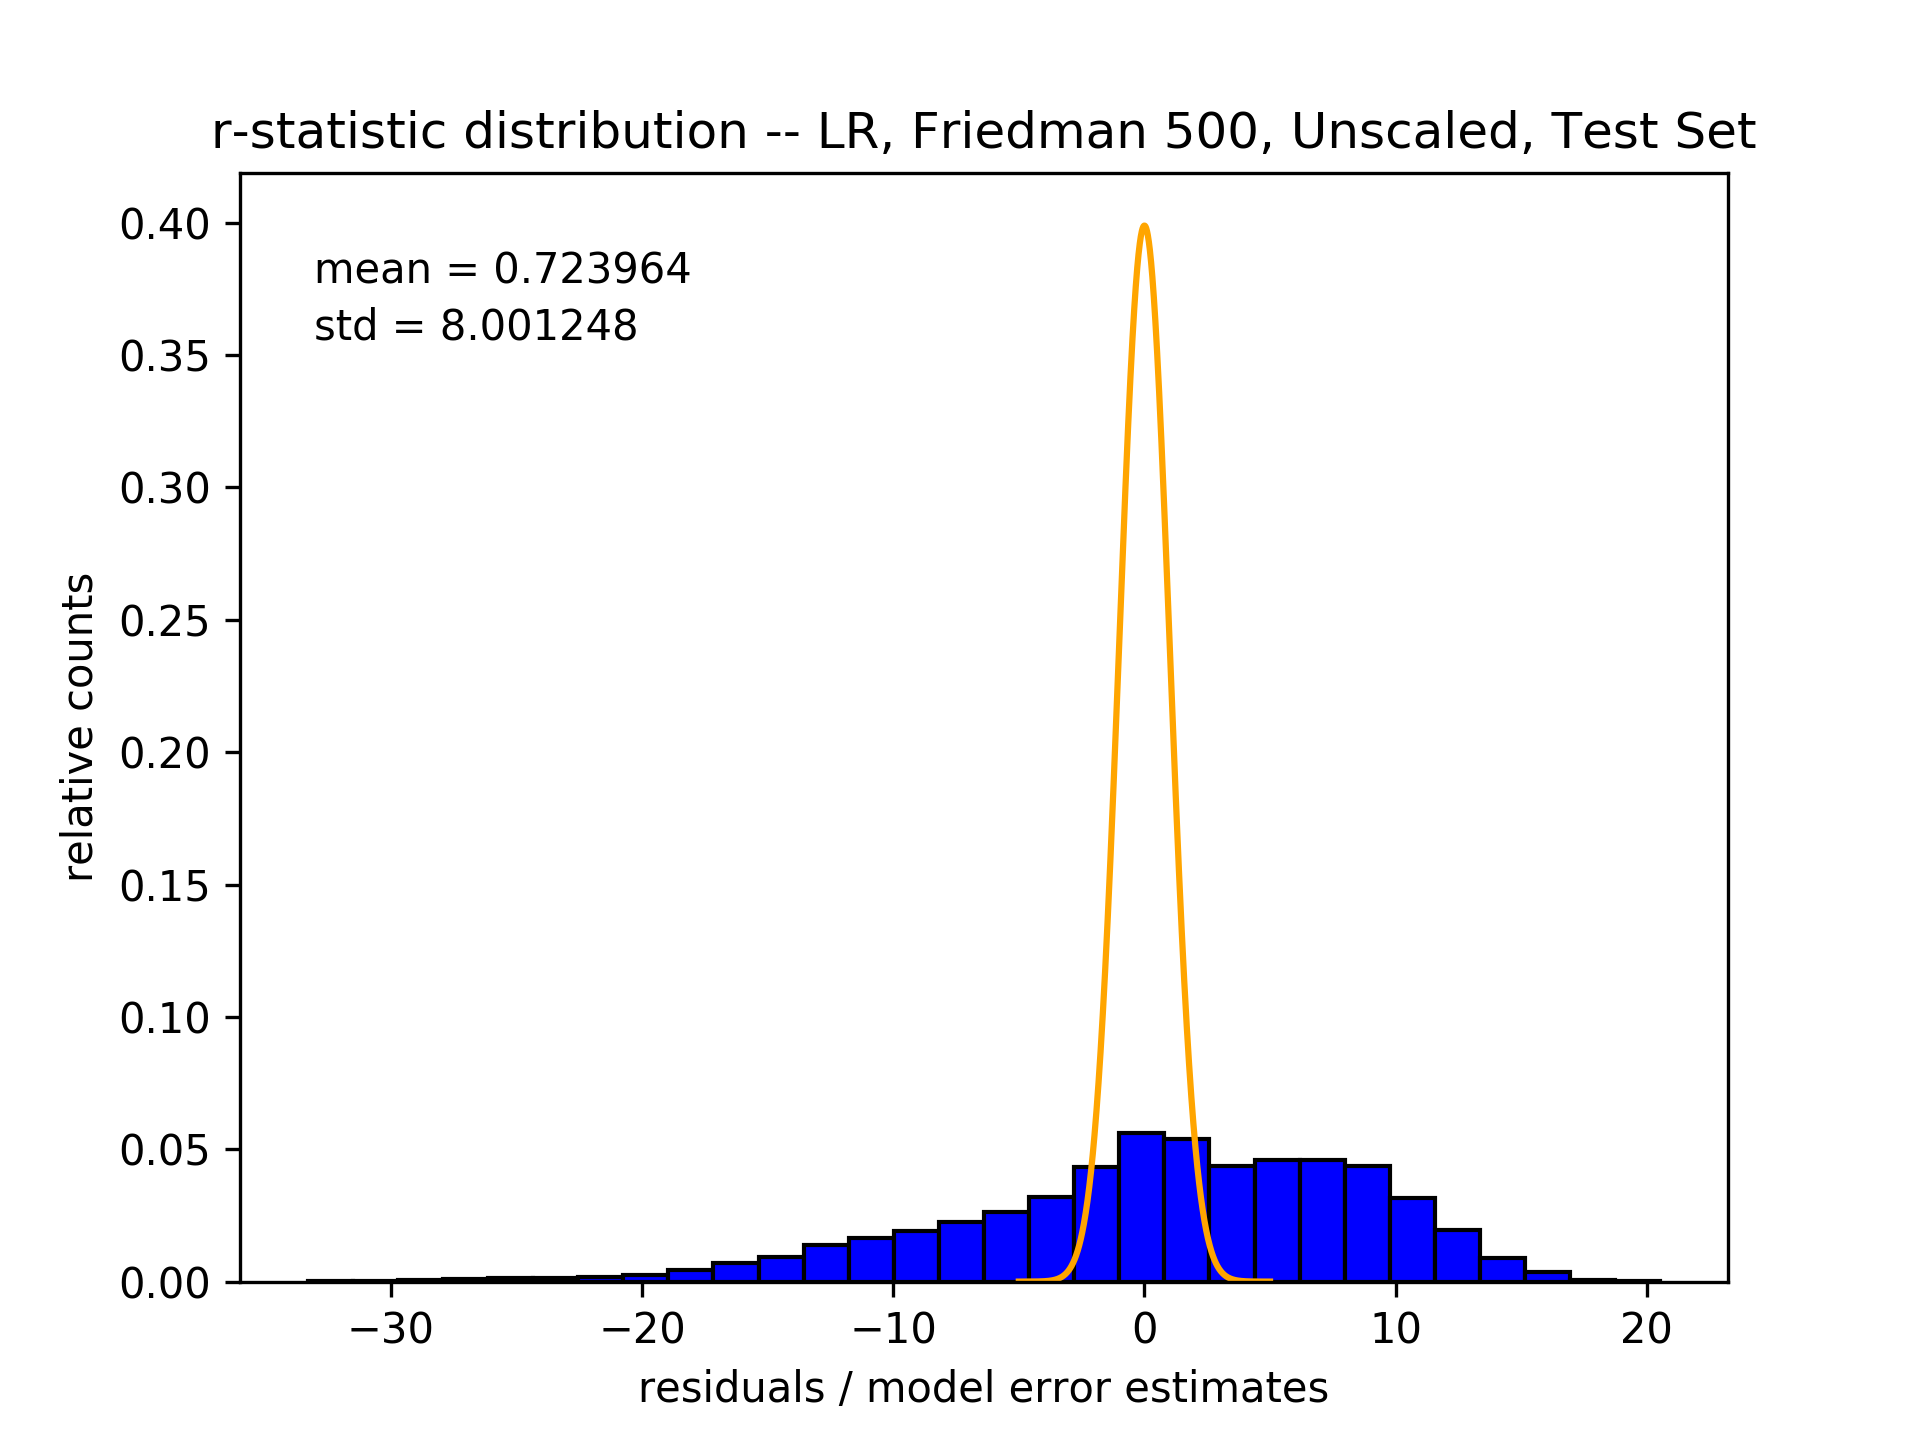 r-statistic distribution -- LR, Friedman 500, Unscaled, Test Set
mean = 0.723964
std = 8.001248
relative counts
0.40
0.35
0.30
0.25
0.20
0.15
0.10
0.05
0.00
−30 −20 −10 0 10 20
residuals / model error estimates